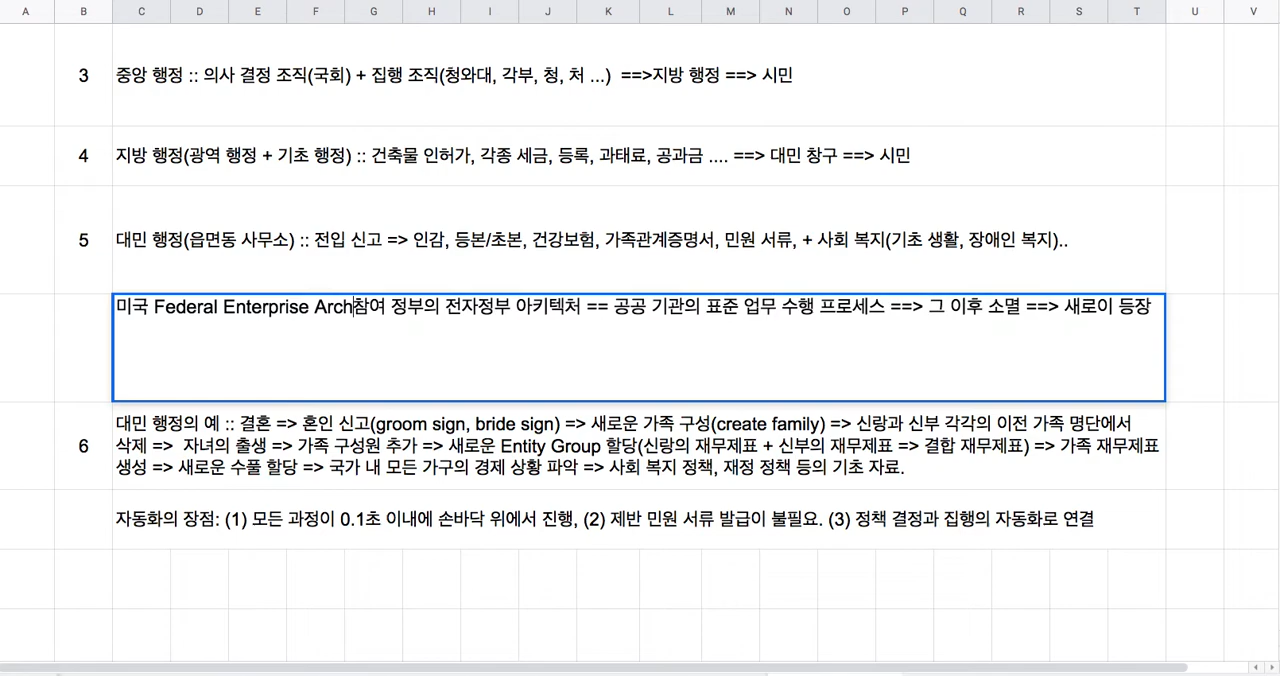 A B C D E F G H I J K L M N O P Q R S T U V
3 중앙 행정 :: 의사 결정 조직(국회) + 집행 조직(청와대, 각부, 청, 처 ...) ==>지방 행정 ==> 시민
4 지방 행정(광역 행정 + 기초 행정) :: 건축물 인허가, 각종 세금, 등록, 과태료, 공과금 .... ==> 대민 창구 ==> 시민
5 대민 행정(읍면동 사무소) :: 전입 신고 => 인감, 등본/초본, 건강보험, 가족관계증명서, 민원 서류, + 사회 복지(기초 생활, 장애인 복지)..
미국 Federal Enterprise Arch참여 정부의 전자정부 아키텍처 == 공공 기관의 표준 업무 수행 프로세스 ==> 그 이후 소멸 ==> 새로이 등장
대민 행정의 예 :: 결혼 => 혼인 신고(groom sign, bride sign) => 새로운 가족 구성(create family) => 신랑과 신부 각각의 이전 가족 명단에서
6 삭제 => 자녀의 출생 => 가족 구성원 추가 => 새로운 Entity Group 할당(신랑의 재무제표 + 신부의 재무제표 => 결합 재무제표) => 가족 재무제표
생성 => 새로운 수풀 할당 => 국가 내 모든 가구의 경제 상황 파악 => 사회 복지 정책, 재정 정책 등의 기초 자료.
자동화의 장점: (1) 모든 과정이 0.1초 이내에 손바닥 위에서 진행, (2) 제반 민원 서류 발급이 불필요. (3) 정책 결정과 집행의 자동화로 연결